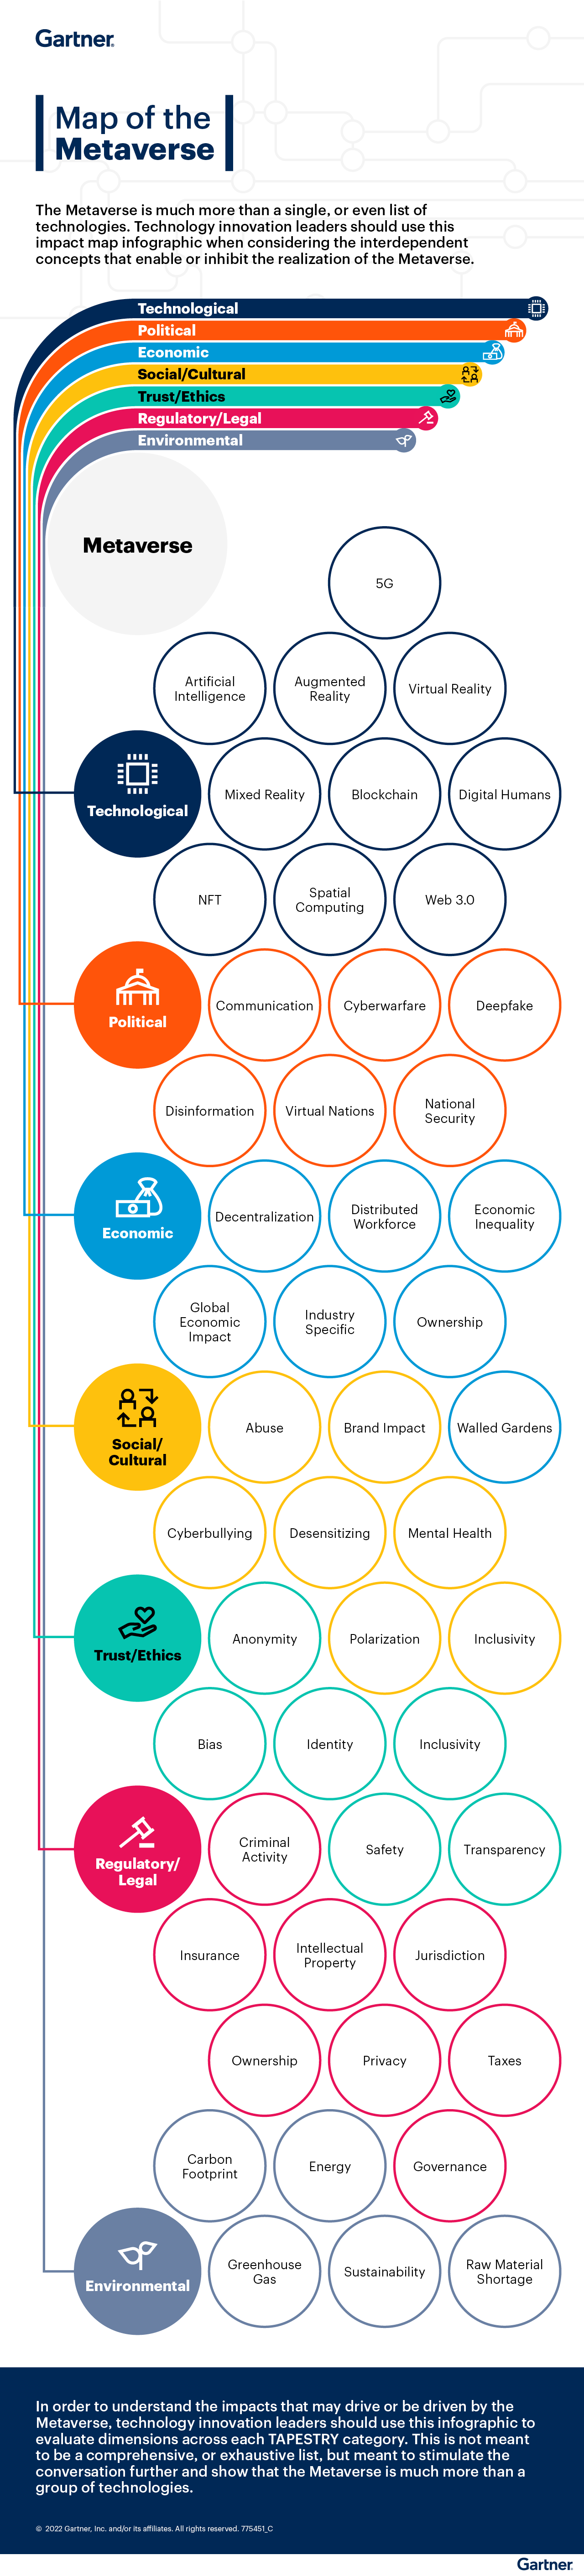 Gartner®
Map of the
Metaverse
The Metaverse is much more than a single, or even list of
technologies. Technology innovation leaders should use this
impact map infographic when considering the interdependent
concepts that enable or inhibit the realization of the Metaverse.
Technological
Political
Economic
Social/Cultural
Trust/Ethics
Regulatory/Legal
Environmental
Metaverse
5G
Artificial
Intelligence
Augmented
Reality
Virtual Reality
Technological
Mixed Reality
Blockchain
Digital Humans
NFT
Spatial
Computing
Web 3.0
Political
Communication
Cyberwarfare
Deepfake
Disinformation
Virtual Nations
National
Security
Economic
Decentralization
Distributed
Workforce
Economic
Inequality
Global
Economic
Impact
Industry
Specific
Ownership
Social/
Cultural
Abuse
Brand Impact
Walled Gardens
Cyberbullying
Desensitizing
Mental Health
Trust/Ethics
Anonymity
Polarization
Inclusivity
Bias
Identity
Inclusivity
Regulatory/
Legal
Criminal
Activity
Safety
Transparency
Insurance
Intellectual
Property
Jurisdiction
Ownership
Privacy
Taxes
Carbon
Footprint
Energy
Governance
Environmental
Greenhouse
Gas
Sustainability
Raw Material
Shortage
In order to understand the impacts that may drive or be driven by the
Metaverse, technology innovation leaders should use this infographic to
evaluate dimensions across each TAPESTRY category. This is not meant
to be a comprehensive, or exhaustive list, but meant to stimulate the
conversation further and show that the Metaverse is much more than a
group of technologies.
© 2022 Gartner, Inc. and/or its affiliates. All rights reserved. 775451_C
Gartner